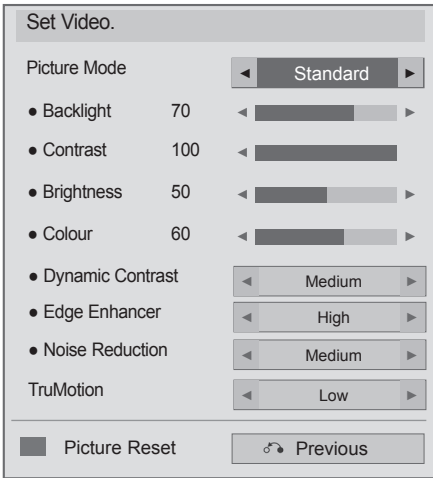 Set Video.
Picture Mode ◄ Standard ►
● Backlight 70 ◄ ►
● Contrast 100 ◄
● Brightness 50 ◄ ►
● Colour 60 ◄ ►
● Dynamic Contrast ◄ Medium ►
● Edge Enhancer ◄ High ►
● Noise Reduction ◄ Medium ►
TruMotion ◄ Low ►
Picture Reset Previous